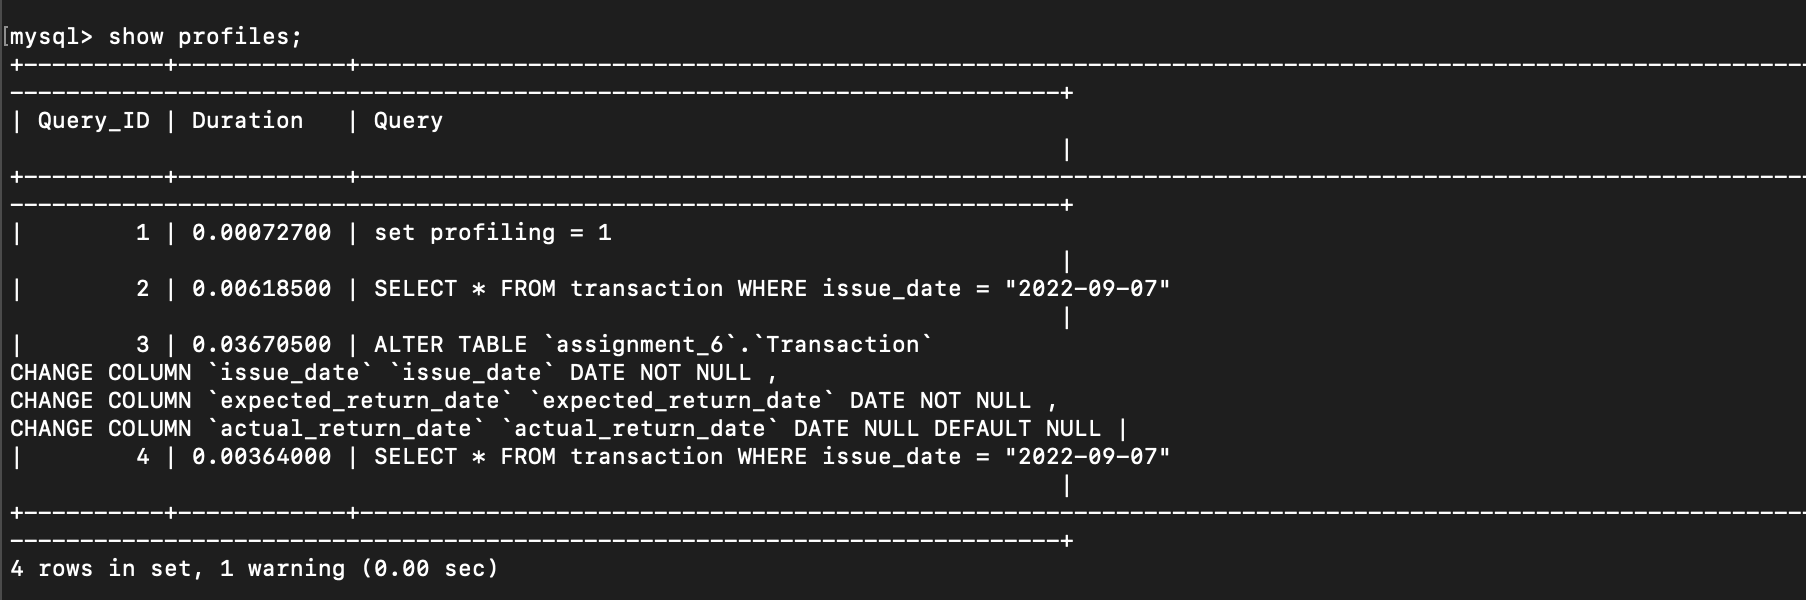 [mysql> show profiles;
+----------+------------+-------------------------------------------------------------------------------------------------------
---------------------------------------------------------------------------+
| Query_ID | Duration   | Query
                                                                           |
+----------+------------+-------------------------------------------------------------------------------------------------------
---------------------------------------------------------------------------+
|        1 | 0.00072700 | set profiling = 1
                                                                           |
|        2 | 0.00618500 | SELECT * FROM transaction WHERE issue_date = "2022-09-07"
                                                                           |
|        3 | 0.03670500 | ALTER TABLE `assignment_6`.`Transaction`
CHANGE COLUMN `issue_date` `issue_date` DATE NOT NULL ,
CHANGE COLUMN `expected_return_date` `expected_return_date` DATE NOT NULL ,
CHANGE COLUMN `actual_return_date` `actual_return_date` DATE NULL DEFAULT NULL |
|        4 | 0.00364000 | SELECT * FROM transaction WHERE issue_date = "2022-09-07"
                                                                           |
+----------+------------+-------------------------------------------------------------------------------------------------------
---------------------------------------------------------------------------+
4 rows in set, 1 warning (0.00 sec)